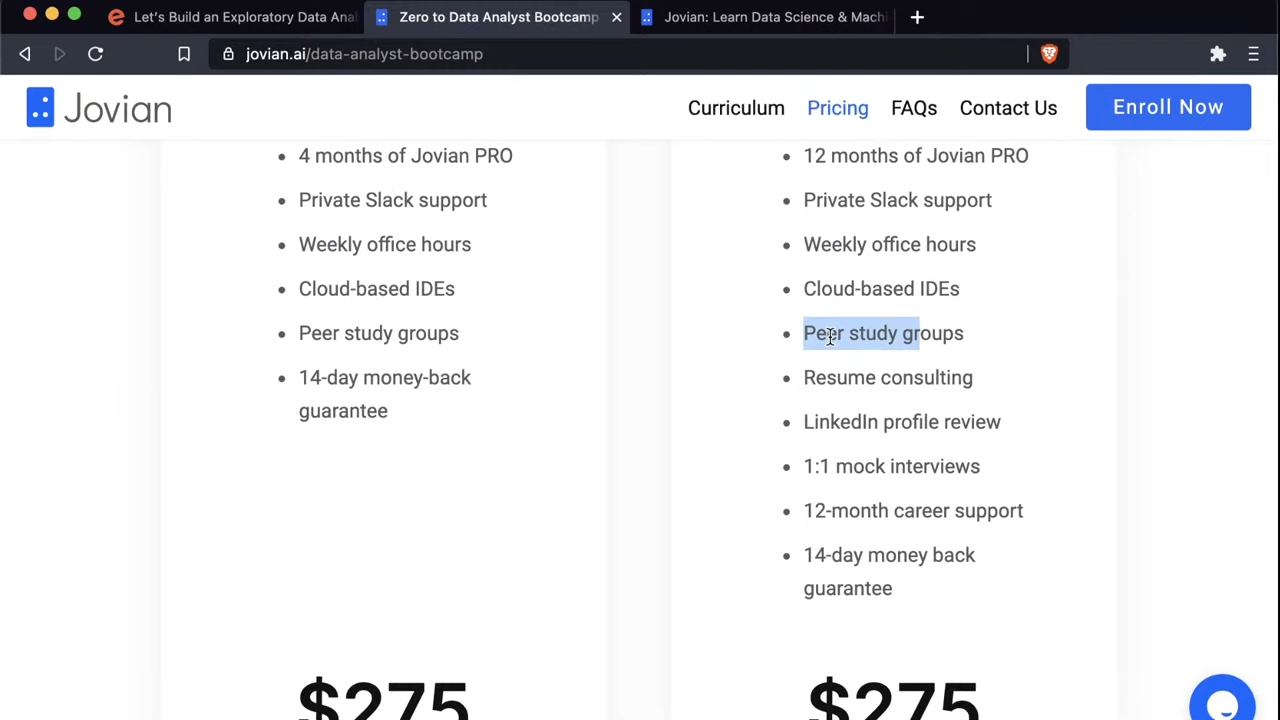 Let's Build an Exploratory Data Ana
Zero to Data Analyst Bootcamp
Jovian: Learn Data Science & Machi
jovian.ai/data-analyst-bootcamp
Jovian
Curriculum
Pricing
FAQs
Contact Us
Enroll Now
4 months of Jovian PRO
Private Slack support
Weekly office hours
Cloud-based IDEs
Peer study groups
14-day money-back
guarantee
$275
12 months of Jovian PRO
Private Slack support
Weekly office hours
Cloud-based IDEs
Peer study groups
Resume consulting
LinkedIn profile review
1:1 mock interviews
12-month career support
14-day money back
guarantee
$275